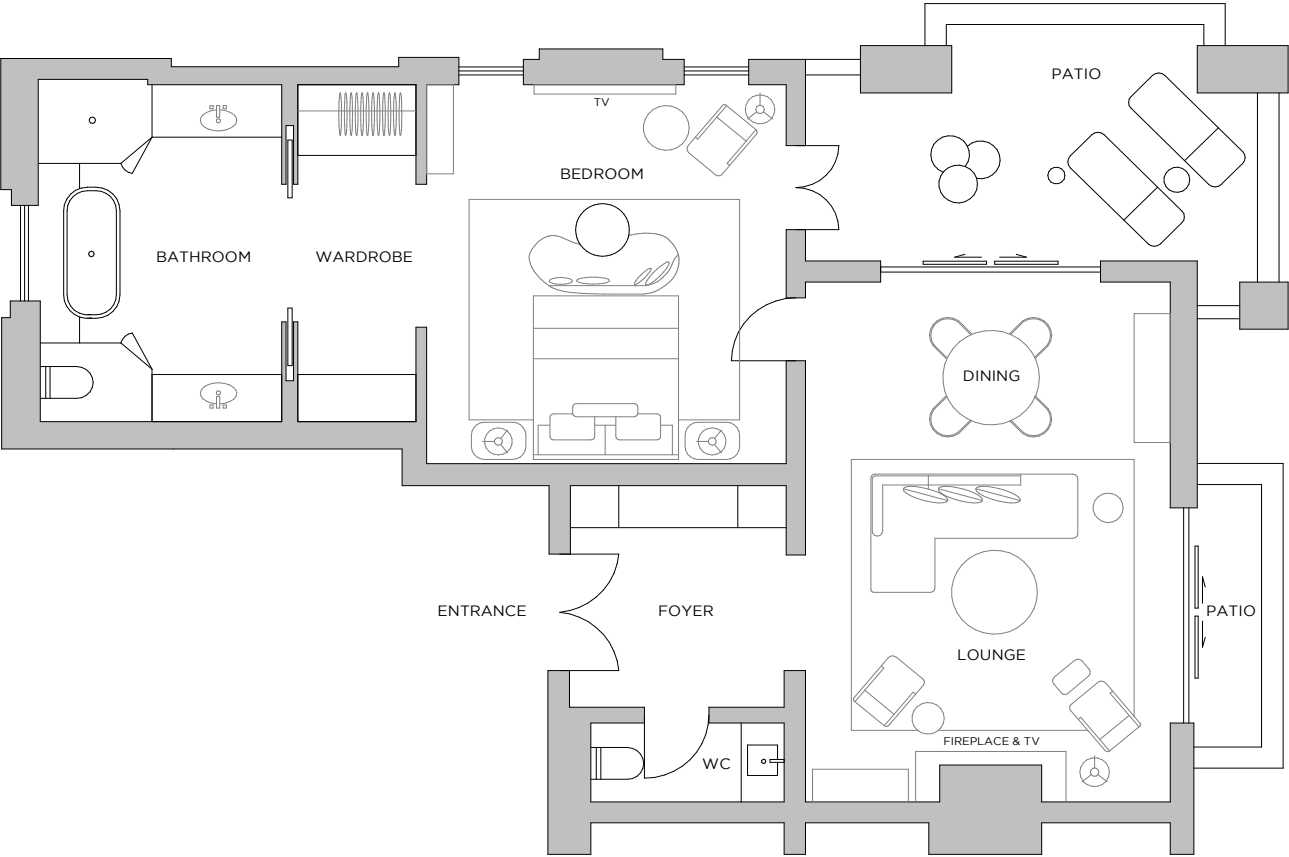 PATIO
TV
BEDROOM
BATHROOM
WARDROBE
DINING
ENTRANCE
FOYER
PATIO
LOUNGE
FIREPLACE & TV
WC